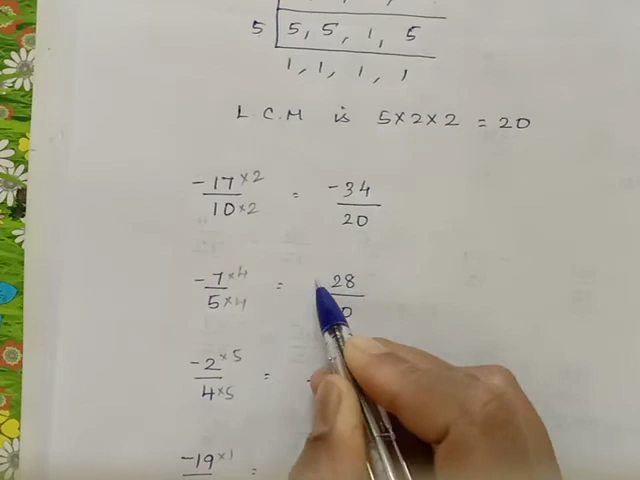 5 | 5, 5, 1, 5
1, 1, 1, 1
L.C.M is 5×2×2 = 20
-17×2/10×2 = -34/20
-7×4/5×4 = 28/0
-2×5/4×5 =
-19×1 =